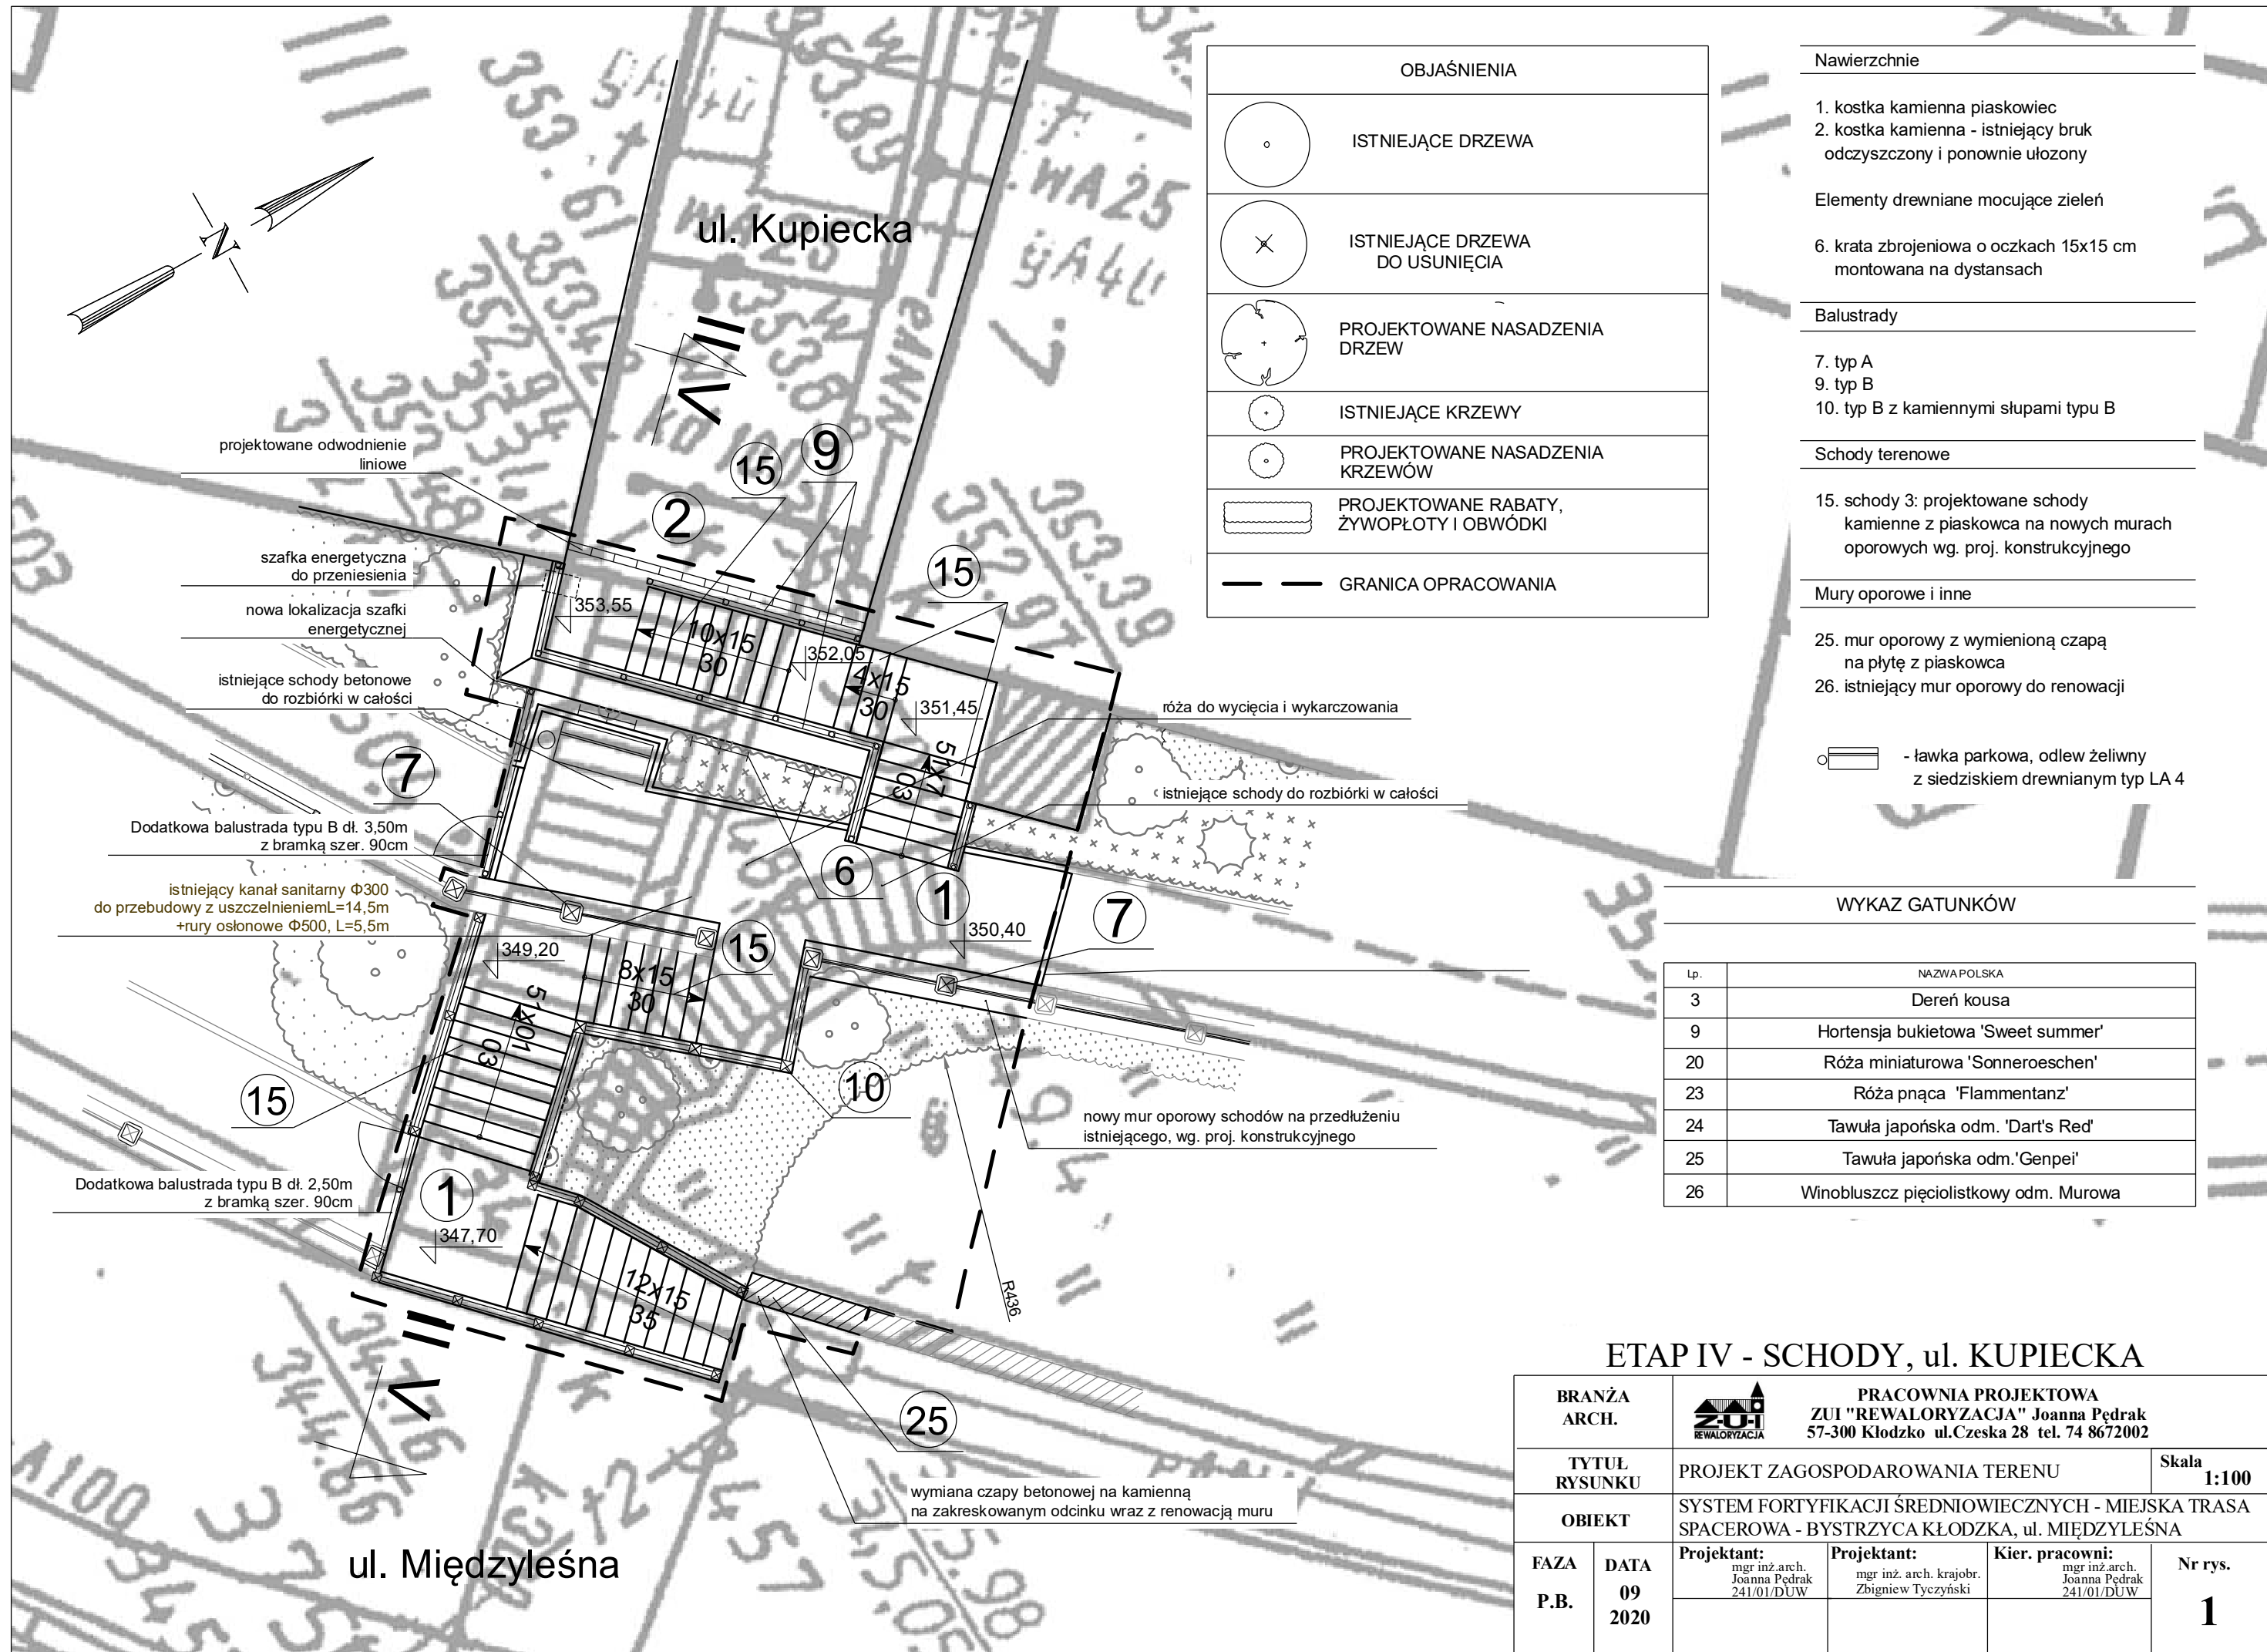 ul. Kupiecka
VII
projektowane odwodnienie
liniowe
szafka energetyczna
do przeniesienia
nowa lokalizacja szafki
energetycznej
istniejące schody betonowe
do rozbiórki w całości
7
Dodatkowa balustrada typu B dł. 3,50m
z bramką szer. 90cm
istniejący kanał sanitarny Φ300
do przebudowy z uszczelnieniemL=14,5m
+rury osłonowe Φ500, L=5,5m
15
Dodatkowa balustrada typu B dł. 2,50m
z bramką szer. 90cm
N
2
15
9
15
353,55
10x15
30
352,05
4x15
30
351,45
róża do wycięcia i wykarczowania
istniejące schody do rozbiórki w całości
6
1
7
350,40
349,20
8x15
30
15
10
nowy mur oporowy schodów na przedłużeniu
istniejącego, wg. proj. konstrukcyjnego
R436
1
347,70
12x15
35
VII
25
wymiana czapy betonowej na kamienną
na zakreskowanym odcinku wraz z renowacją muru
ul. Międzyleśna
OBJAŚNIENIA
ISTNIEJĄCE DRZEWA
ISTNIEJĄCE DRZEWA
DO USUNIĘCIA
PROJEKTOWANE NASADZENIA
DRZEW
ISTNIEJĄCE KRZEWY
PROJEKTOWANE NASADZENIA
KRZEWÓW
PROJEKTOWANE RABATY,
ŻYWOPŁOTY I OBWÓDKI
GRANICA OPRACOWANIA
Nawierzchnie
1. kostka kamienna piaskowiec
2. kostka kamienna - istniejący bruk
odczyszczony i ponownie ułozony
Elementy drewniane mocujące zieleń
6. krata zbrojeniowa o oczkach 15x15 cm
montowana na dystansach
Balustrady
7. typ A
9. typ B
10. typ B z kamiennymi słupami typu B
Schody terenowe
15. schody 3: projektowane schody
kamienne z piaskowca na nowych murach
oporowych wg. proj. konstrukcyjnego
Mury oporowe i inne
25. mur oporowy z wymienioną czapą
na płytę z piaskowca
26. istniejący mur oporowy do renowacji
- ławka parkowa, odlew żeliwny
z siedziskiem drewnianym typ LA 4
WYKAZ GATUNKÓW
Lp. NAZWA POLSKA
3 Dereń kousa
9 Hortensja bukietowa 'Sweet summer'
20 Róża miniaturowa 'Sonneroeschen'
23 Róża pnąca 'Flammentanz'
24 Tawuła japońska odm. 'Dart's Red'
25 Tawuła japońska odm.'Genpei'
26 Winobluszcz pięciolistkowy odm. Murowa
ETAP IV - SCHODY, ul. KUPIECKA
BRANŻA
ARCH.
Z-U-I
REWALORYZACJA
PRACOWNIA PROJEKTOWA
ZUI "REWALORYZACJA" Joanna Pędrak
57-300 Kłodzko ul.Czeska 28 tel. 74 8672002
TYTUŁ
RYSUNKU
PROJEKT ZAGOSPODAROWANIA TERENU
Skala
1:100
OBIEKT
SYSTEM FORTYFIKACJI ŚREDNIOWIECZNYCH - MIEJSKA TRASA
SPACEROWA - BYSTRZYCA KŁODZKA, ul. MIĘDZYLEŚNA
FAZA
P.B.
DATA
09
2020
Projektant:
mgr inż.arch.
Joanna Pędrak
241/01/DUW
Projektant:
mgr inż. arch. krajobr.
Zbigniew Tyczyński
Kier. pracowni:
mgr inż.arch.
Joanna Pędrak
241/01/DUW
Nr rys.
1